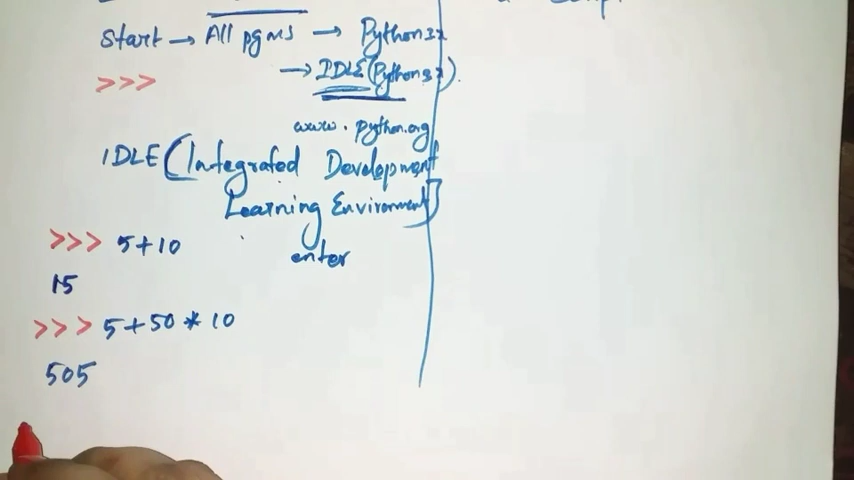 Start → All pgms → Python3x
→ IDLE (Python3x).
>>>
www.python.org
IDLE (Integrated Development
Learning Environment)
>>> 5+10 enter
15
>>> 5+50 * 10
505